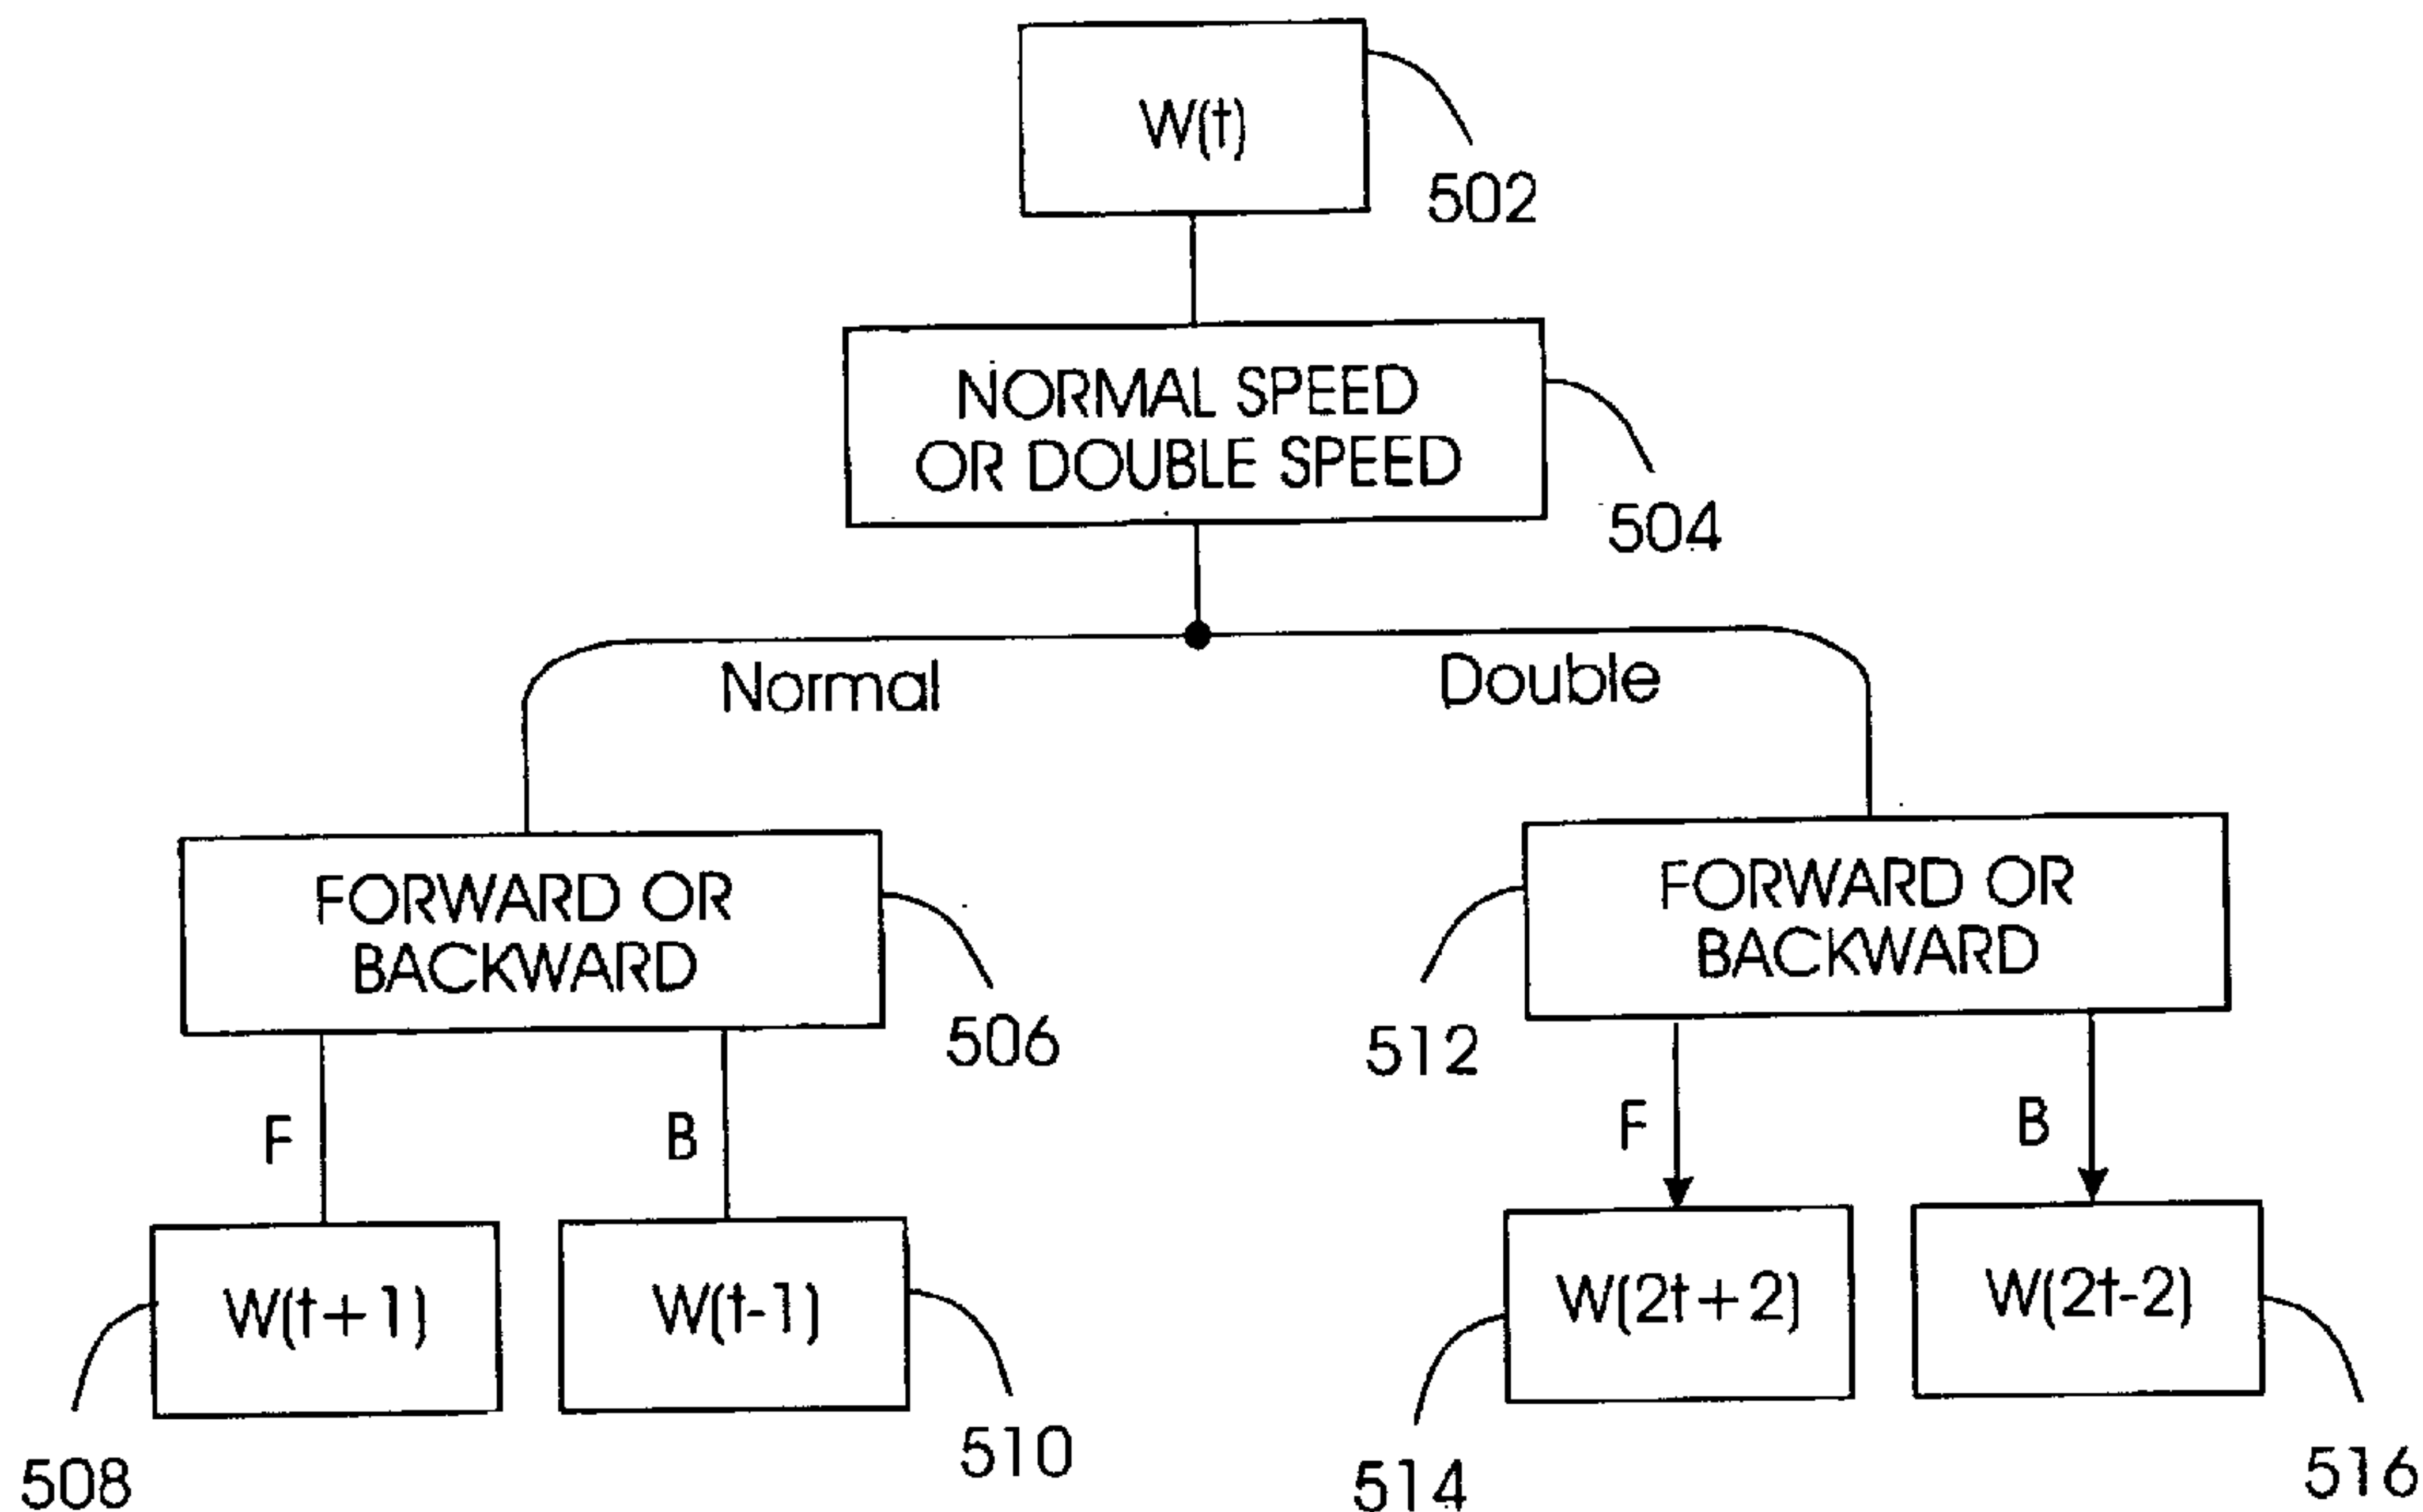 W(t)
502
NORMAL SPEED
OR DOUBLE SPEED
504
Normal
Double
FORWARD OR
BACKWARD
506
FORWARD OR
BACKWARD
512
F
B
F
B
W(t+1)
W(t-1)
W(2t+2)
W(2t-2)
508
510
514
516